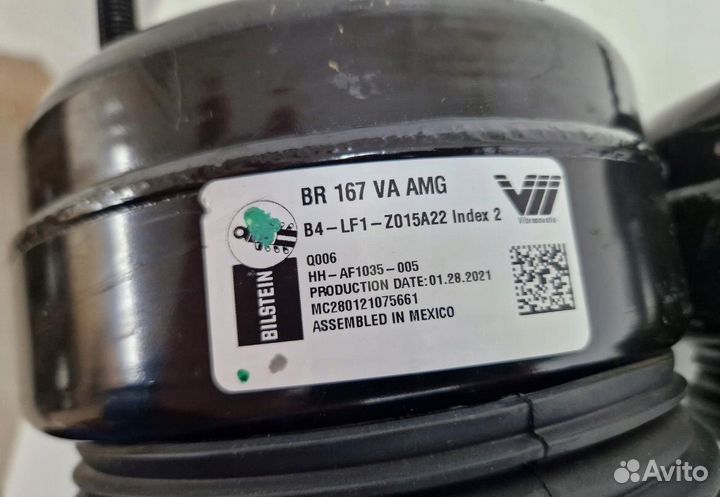 BR 167 VA AMG
B4-LF1-Z015A22 Index 2
Vibracoustic
Q006
HH-AF1035-005
PRODUCTION DATE:01.28.2021
MC280121075661
ASSEMBLED IN MEXICO
BILSTEIN
Avito